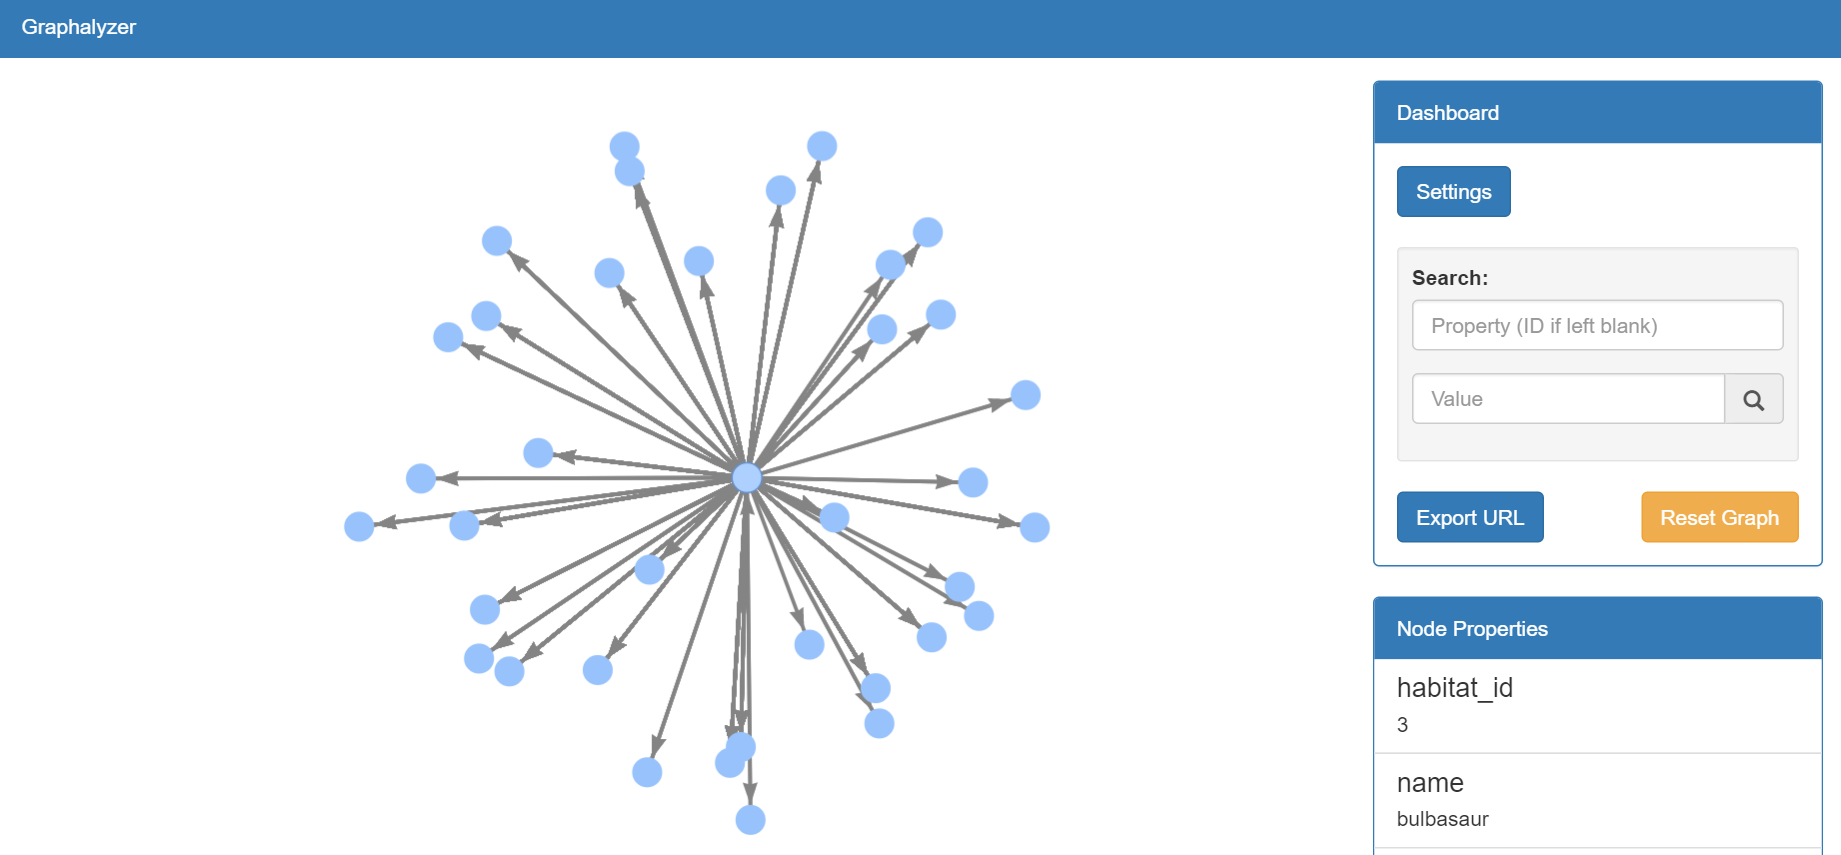 Graphalyzer
Dashboard
Settings
Search:
Property (ID if left blank)
Value
Export URL
Reset Graph
Node Properties
habitat_id
3
name
bulbasaur